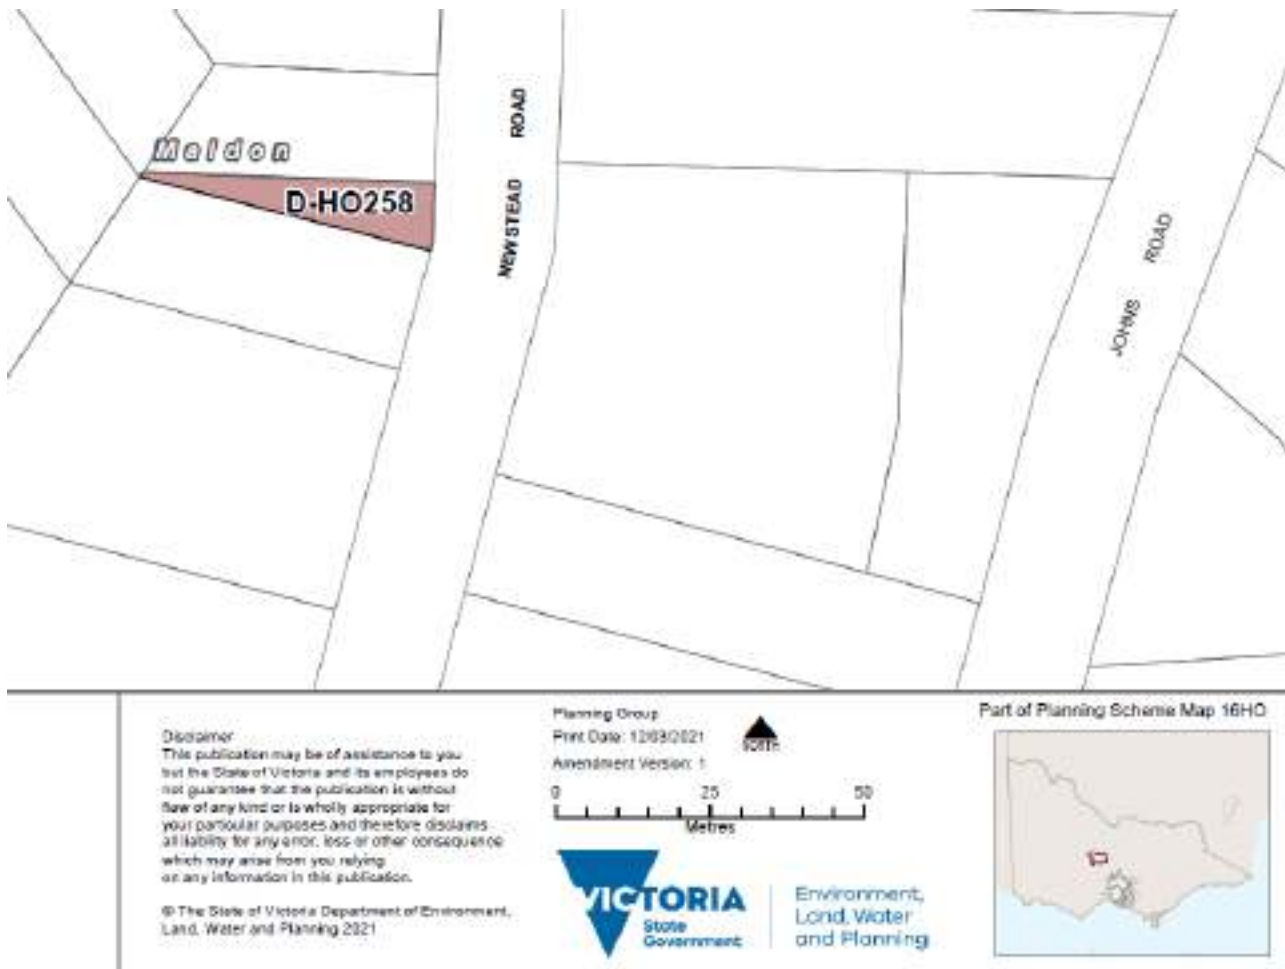 Maldon
D-HO258
NEWSTEAD ROAD
JOHNS ROAD
Disclaimer
This publication may be of assistance to you
but the State of Victoria and its employees do
not guarantee that the publication is without
flaw of any kind or is wholly appropriate for
your particular purposes and therefore disclaims
all liability for any error, loss or other consequence
which may arise from you relying
on any information in this publication.
© The State of Victoria Department of Environment,
Land, Water and Planning 2021
Planning Group
Print Date: 12/03/2021
Amendment Version: 1
NORTH
0 25 50
Metres
VICTORIA
State
Government
Environment,
Land, Water
and Planning
Part of Planning Scheme Map 16HO